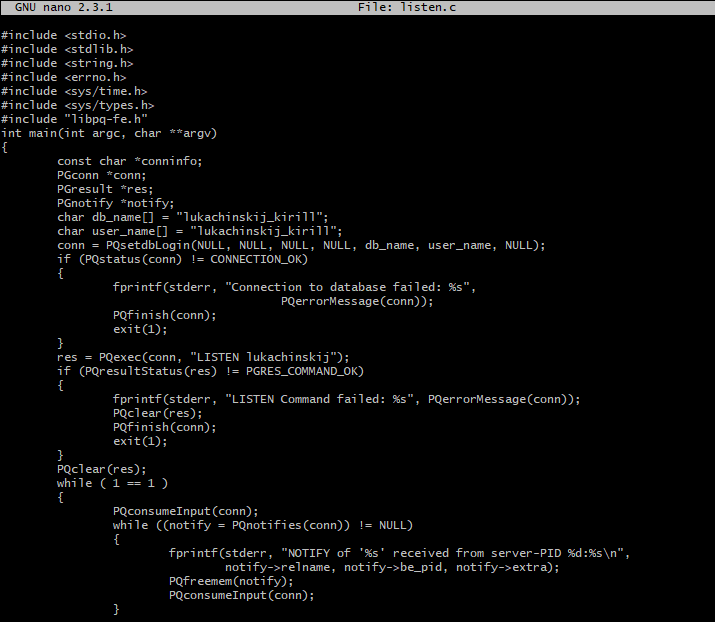 GNU nano 2.3.1 File: listen.c
#include <stdio.h>
#include <stdlib.h>
#include <string.h>
#include <errno.h>
#include <sys/time.h>
#include <sys/types.h>
#include "libpq-fe.h"
int main(int argc, char **argv)
{
        const char *conninfo;
        PGconn *conn;
        PGresult *res;
        PGnotify *notify;
        char db_name[] = "lukachinskij_kirill";
        char user_name[] = "lukachinskij_kirill";
        conn = PQsetdbLogin(NULL, NULL, NULL, NULL, db_name, user_name, NULL);
        if (PQstatus(conn) != CONNECTION_OK)
        {
                fprintf(stderr, "Connection to database failed: %s",
                                        PQerrorMessage(conn));
                PQfinish(conn);
                exit(1);
        }
        res = PQexec(conn, "LISTEN lukachinskij");
        if (PQresultStatus(res) != PGRES_COMMAND_OK)
        {
                fprintf(stderr, "LISTEN Command failed: %s", PQerrorMessage(conn));
                PQclear(res);
                PQfinish(conn);
                exit(1);
        }
        PQclear(res);
        while ( 1 == 1 )
        {
                PQconsumeInput(conn);
                while ((notify = PQnotifies(conn)) != NULL)
                {
                        fprintf(stderr, "NOTIFY of '%s' received from server-PID %d:%s\n",
                                notify->relname, notify->be_pid, notify->extra);
                        PQfreemem(notify);
                        PQconsumeInput(conn);
                }